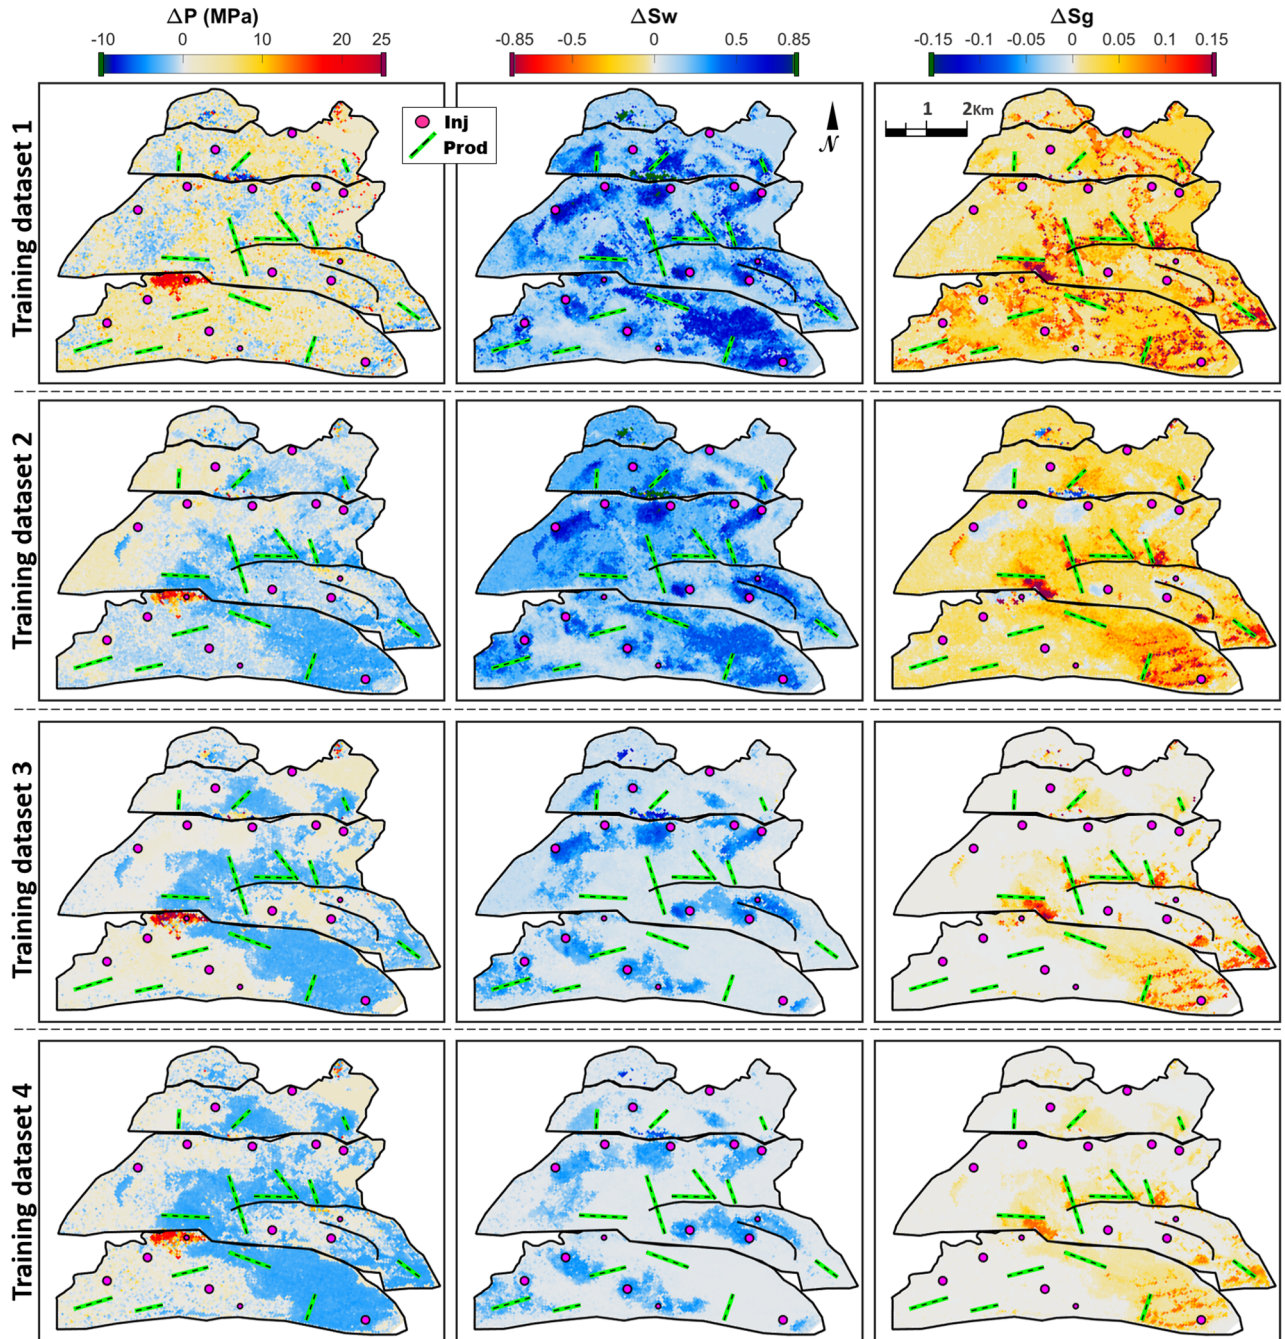 ΔP (MPa)
ΔSw
ΔSg
-10 0 10 20 25
-0.85 -0.5 0 0.5 0.85
-0.15 -0.1 -0.05 0 0.05 0.1 0.15
Training dataset 1
Inj
Prod
N
1 2Km
Training dataset 2
Training dataset 3
Training dataset 4